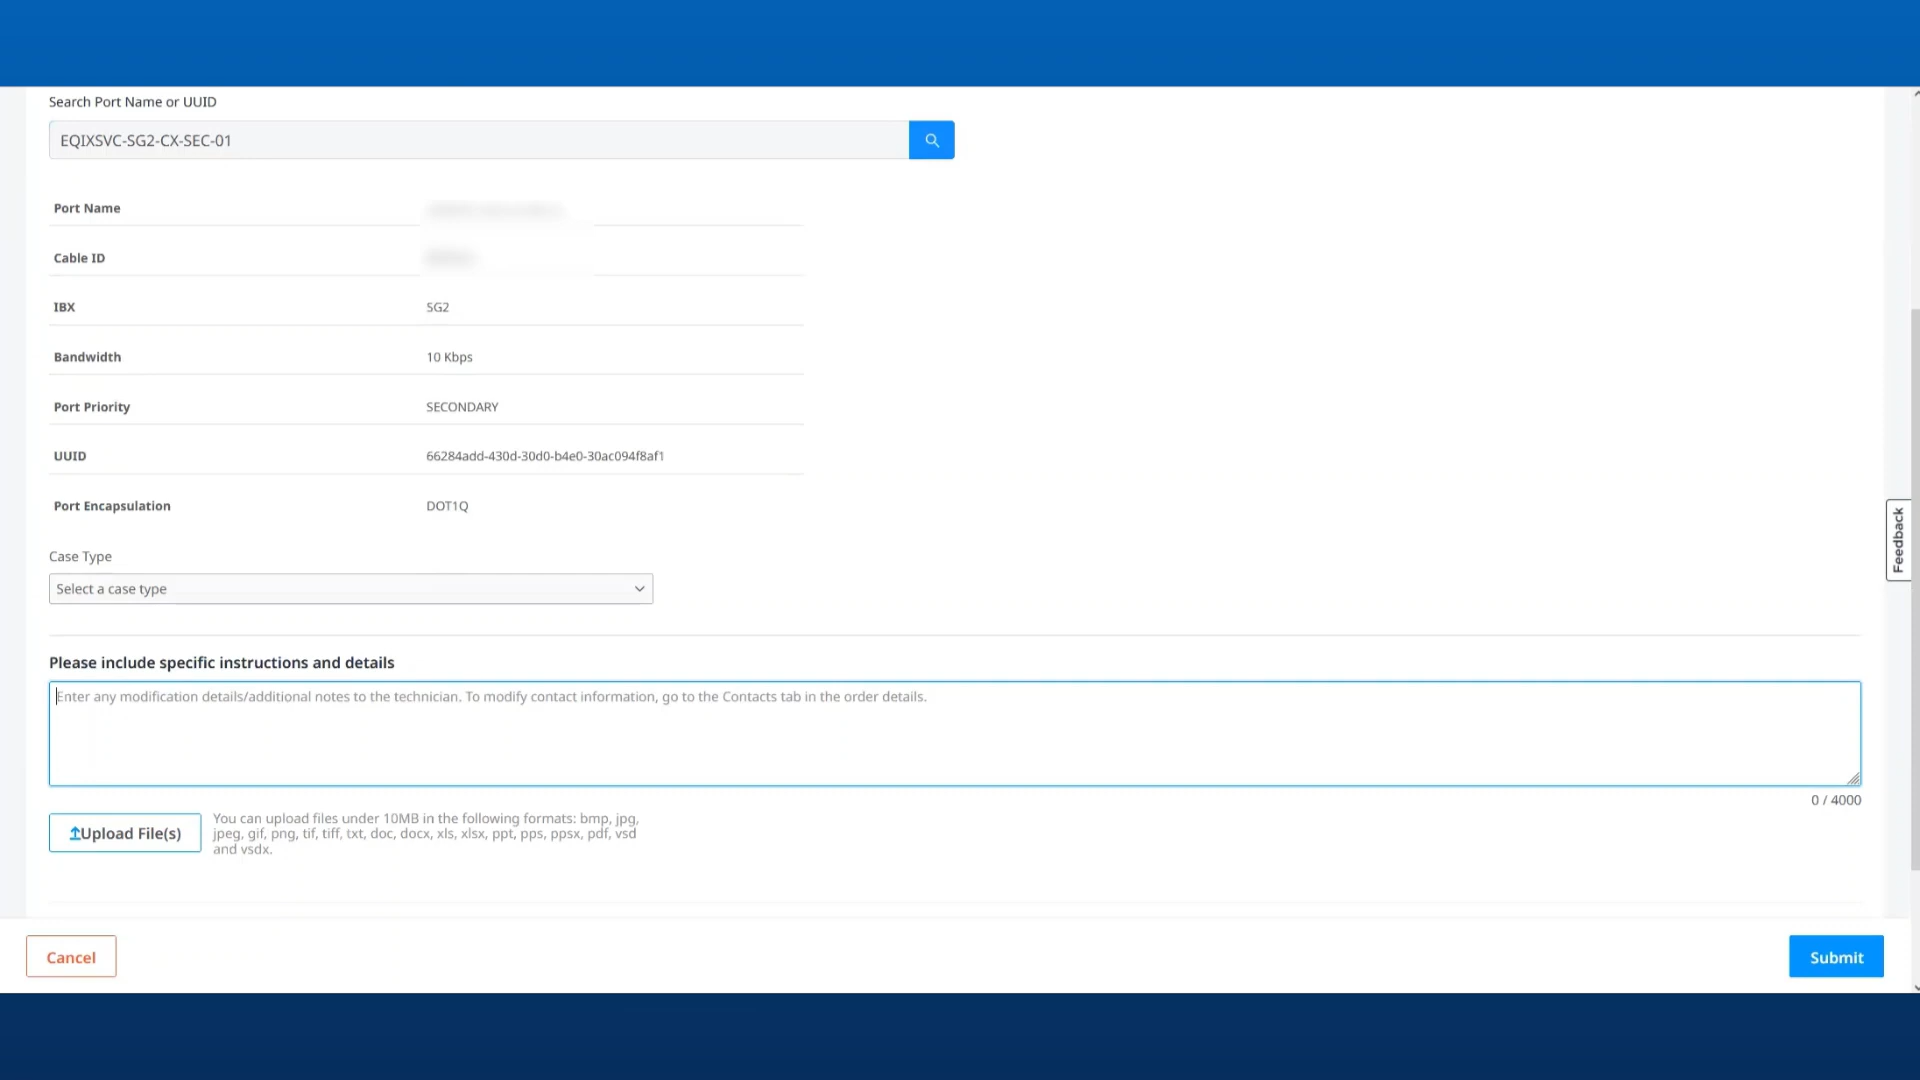 Search Port Name or UUID
EQIXSVC-SG2-CX-SEC-01
Port Name
Cable ID
IBX SG2
Bandwidth 10 Kbps
Port Priority SECONDARY
UUID 66284add-430d-30d0-b4e0-30ac094f8af1
Port Encapsulation DOT1Q
Case Type
Select a case type
Feedback
Please include specific instructions and details
Enter any modification details/additional notes to the technician. To modify contact information, go to the Contacts tab in the order details.
0 / 4000
Upload File(s)
You can upload files under 10MB in the following formats: bmp, jpg,
jpeg, gif, png, tif, tiff, txt, doc, docx, xls, xlsx, ppt, pps, ppsx, pdf, vsd
and vsdx.
Cancel
Submit